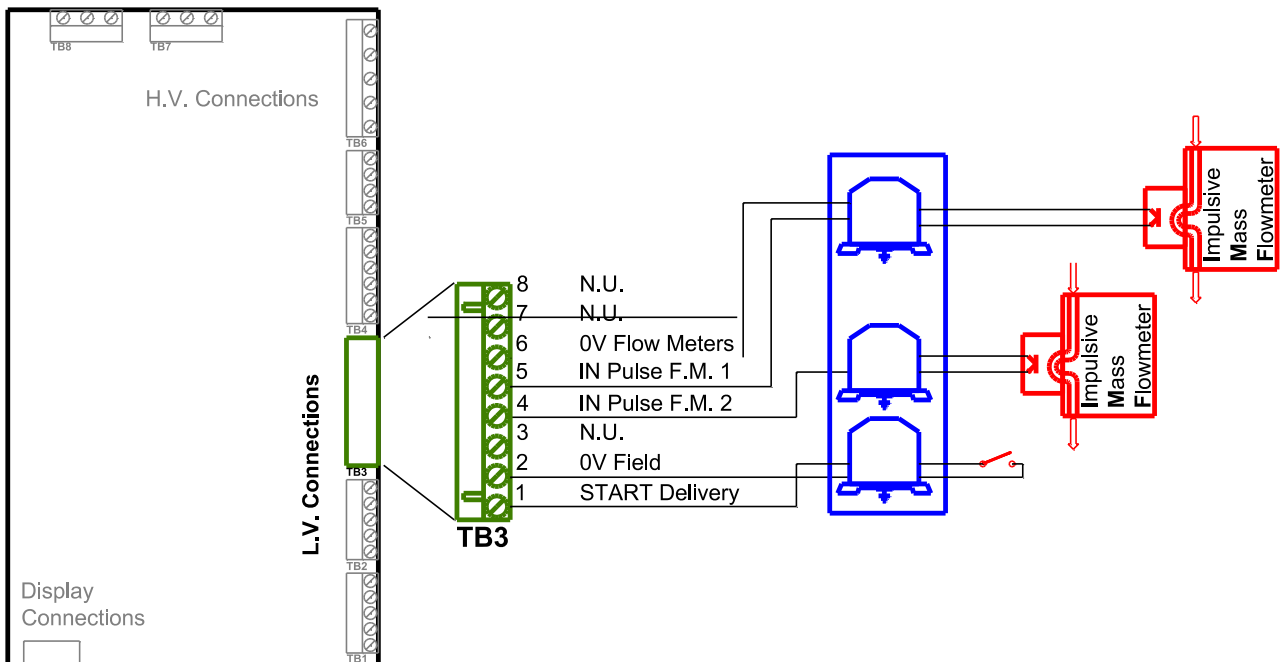 TB8
TB7
H.V. Connections
TB6
TB5
TB4
L.V. Connections
TB3
TB2
TB1
Display
Connections
8 N.U.
7 N.U.
6 0V Flow Meters
5 IN Pulse F.M. 1
4 IN Pulse F.M. 2
3 N.U.
2 0V Field
1 START Delivery
TB3
Impulsive
Mass
Flowmeter
Impulsive
Mass
Flowmeter